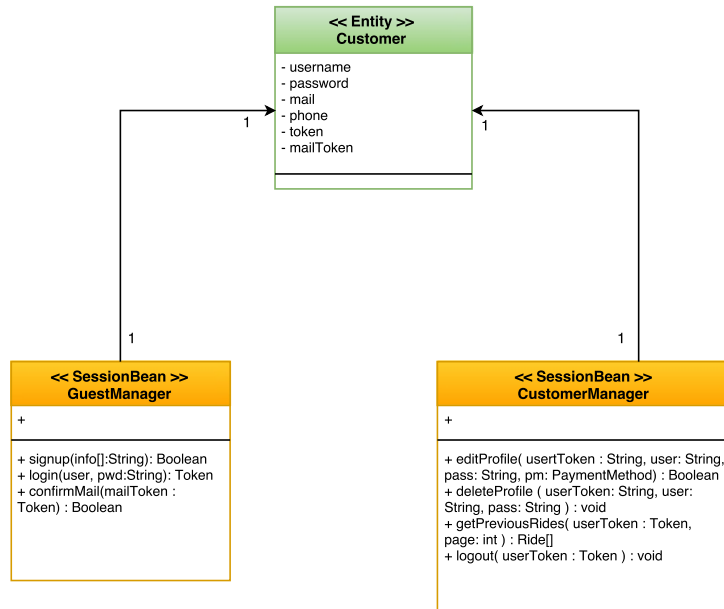 << Entity >>
Customer
- username
- password
- mail
- phone
- token
- mailToken
1
1
1
1
<< SessionBean >>
GuestManager
+
+ signup(info[]:String): Boolean
+ login(user, pwd:String): Token
+ confirmMail(mailToken :
Token) : Boolean
<< SessionBean >>
CustomerManager
+
+ editProfile( usertToken : String, user: String,
pass: String, pm: PaymentMethod) : Boolean
+ deleteProfile ( userToken: String, user:
String, pass: String ) : void
+ getPreviousRides( userToken : Token,
page: int ) : Ride[]
+ logout( userToken : Token ) : void